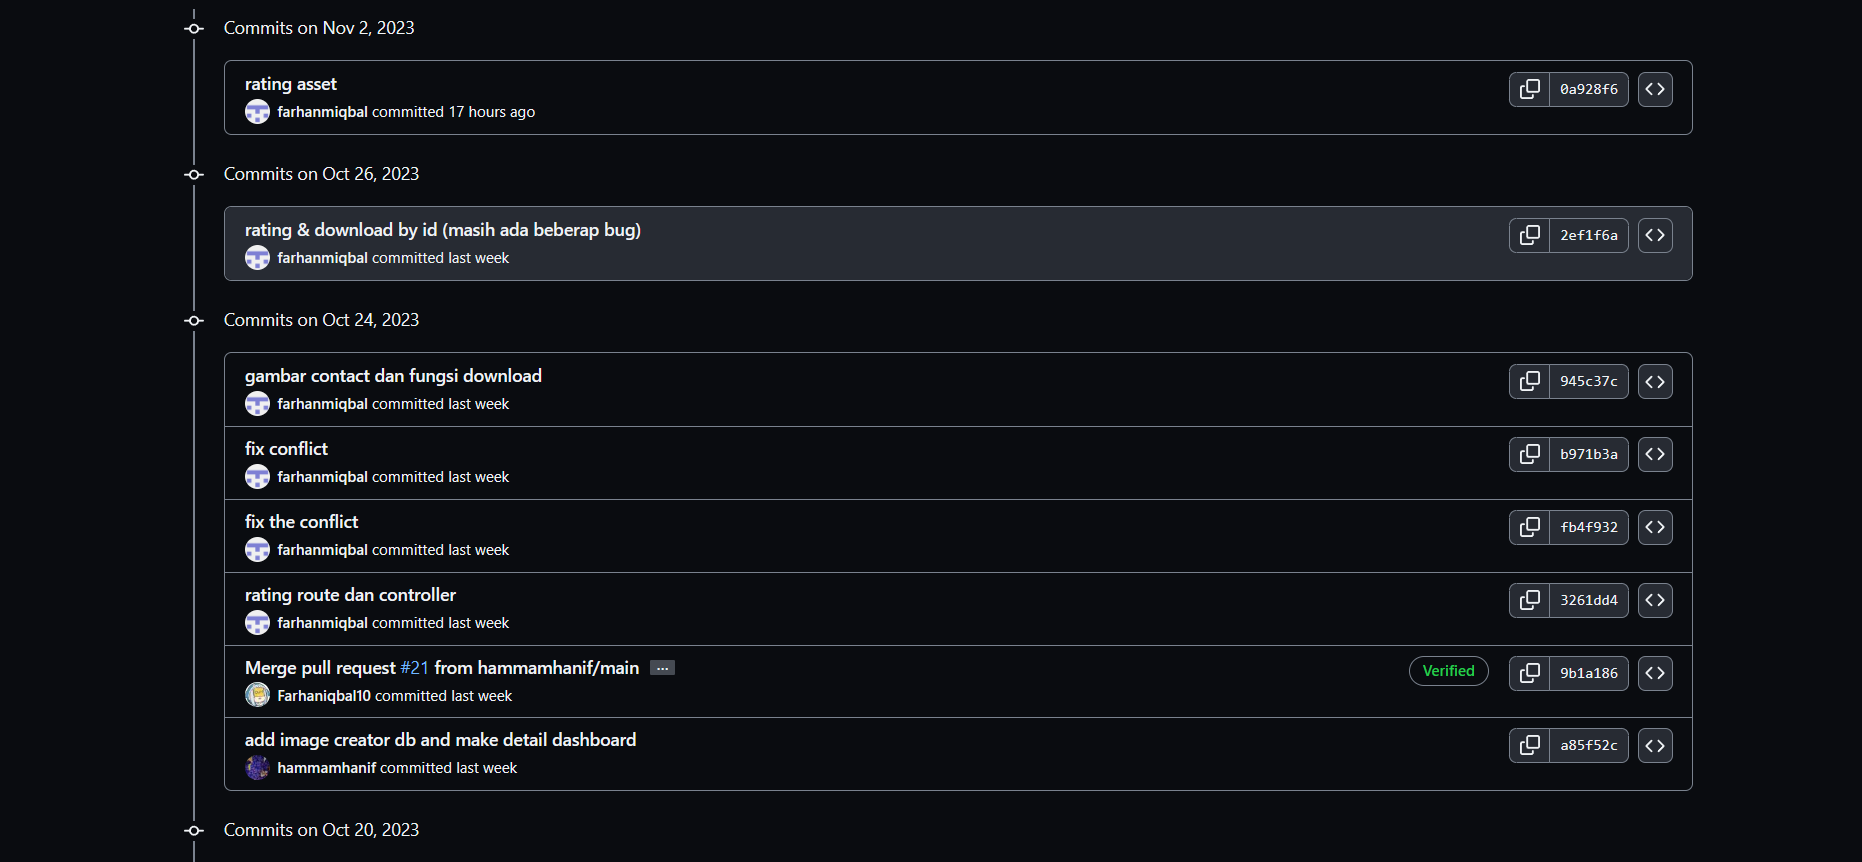 Commits on Nov 2, 2023
rating asset
0a928f6
farhanmiqbal committed 17 hours ago
Commits on Oct 26, 2023
rating & download by id (masih ada beberap bug)
2ef1f6a
farhanmiqbal committed last week
Commits on Oct 24, 2023
gambar contact dan fungsi download
945c37c
farhanmiqbal committed last week
fix conflict
b971b3a
farhanmiqbal committed last week
fix the conflict
fb4f932
farhanmiqbal committed last week
rating route dan controller
3261dd4
farhanmiqbal committed last week
Merge pull request #21 from hammamhanif/main ...
Verified 9b1a186
Farhaniqbal10 committed last week
add image creator db and make detail dashboard
a85f52c
hammamhanif committed last week
Commits on Oct 20, 2023